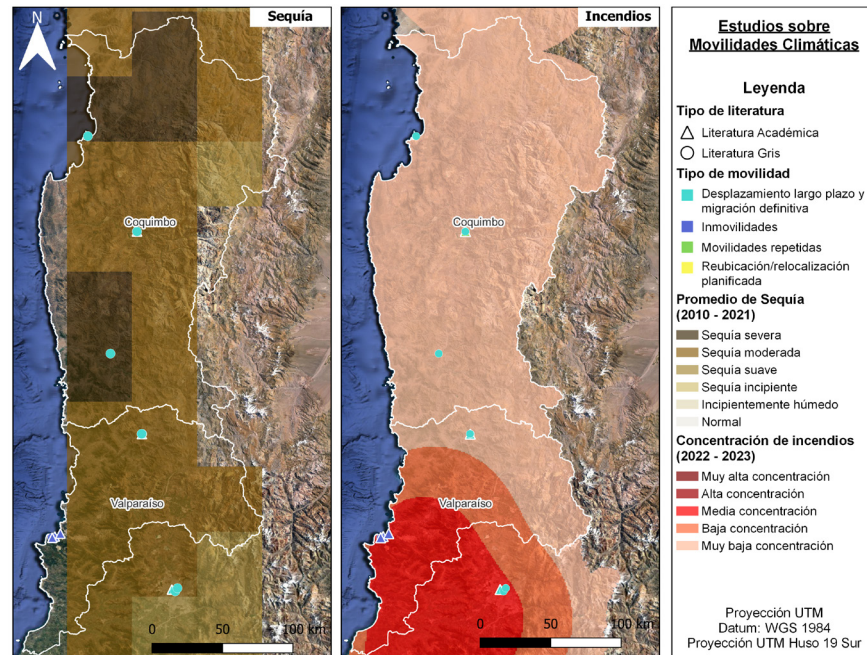 N
Sequía
Coquimbo
Valparaíso
0 50 + 100 km
Incendios
Coquimbo
Valparaíso
0 50 + 100 km
Estudios sobre
Movilidades Climáticas
Leyenda
Tipo de literatura
Literatura Académica
Literatura Gris
Tipo de movilidad
Desplazamiento largo plazo y
migración definitiva
Inmovilidades
Movilidades repetidas
Reubicación/relocalización
planificada
Promedio de Sequía
(2010 - 2021)
Sequía severa
Sequía moderada
Sequía suave
Sequía incipiente
Incipientemente húmedo
Normal
Concentración de incendios
(2022 - 2023)
Muy alta concentración
Alta concentración
Media concentración
Baja concentración
Muy baja concentración
Proyección UTM
Datum: WGS 1984
Proyección UTM Huso 19 Sur